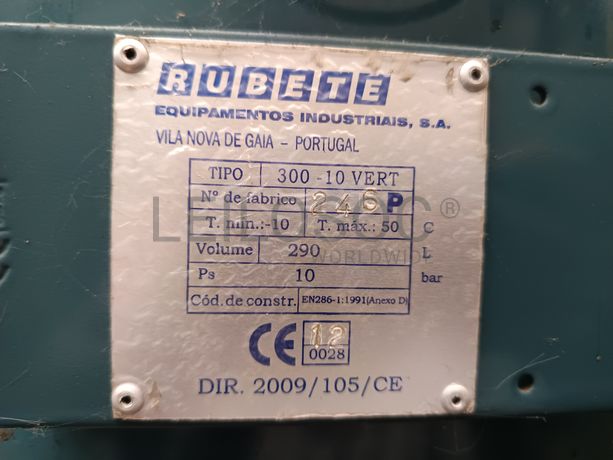 RUBETE
EQUIPAMENTOS INDUSTRIAIS, S.A.
VILA NOVA DE GAIA - PORTUGAL
TIPO 300 -10 VERT
Nº de fabrico 246 P
T. min.:-10 T. máx.: 50 C
LEILOSOC®
WORLDWIDE
Volume 290 L
Ps 10 bar
Cód. de constr. EN286-1:1991(Anexo D)
CE 12
0028
DIR. 2009/105/CE